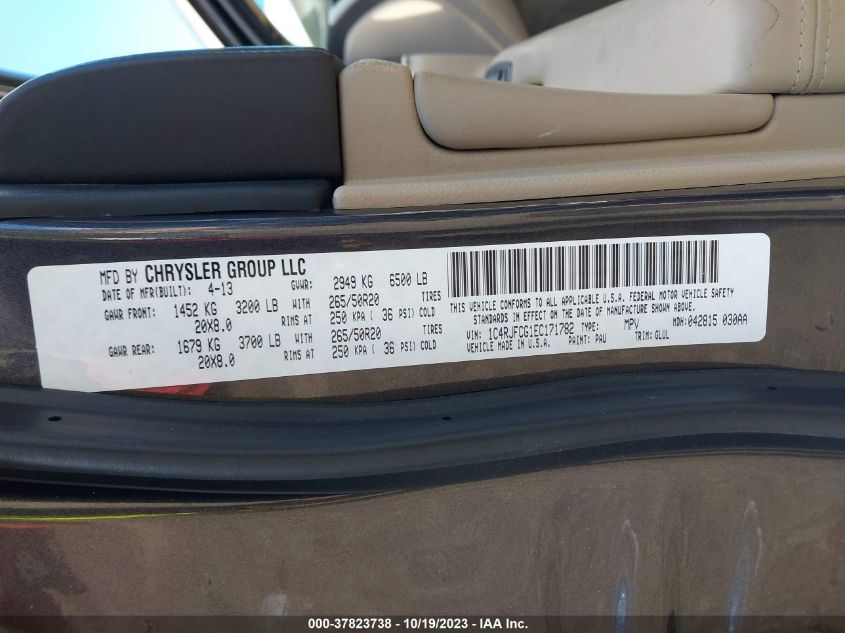 MFD BY CHRYSLER GROUP LLC
DATE OF MFR(BUILT): 4-13 GVWR: 2949 KG 6500 LB
GAWR FRONT: 1452 KG 3200 LB WITH 265/50R20 TIRES
20X8.0 RIMS AT 250 KPA ( 36 PSI) COLD
GAWR REAR: 1679 KG 3700 LB WITH 265/50R20 TIRES
20X8.0 RIMS AT 250 KPA ( 36 PSI) COLD
THIS VEHICLE CONFORMS TO ALL APPLICABLE U.S.A. FEDERAL MOTOR VEHICLE SAFETY
STANDARDS IN EFFECT ON THE DATE OF MANUFACTURE SHOWN ABOVE.
VIN: 1C4RJFCG1EC171782 TYPE: MPV MDH: 042815 030AA
VEHICLE MADE IN U.S.A. PAINT: PAU TRIM: GLUL
000-37823738 - 10/19/2023 - IAA Inc.